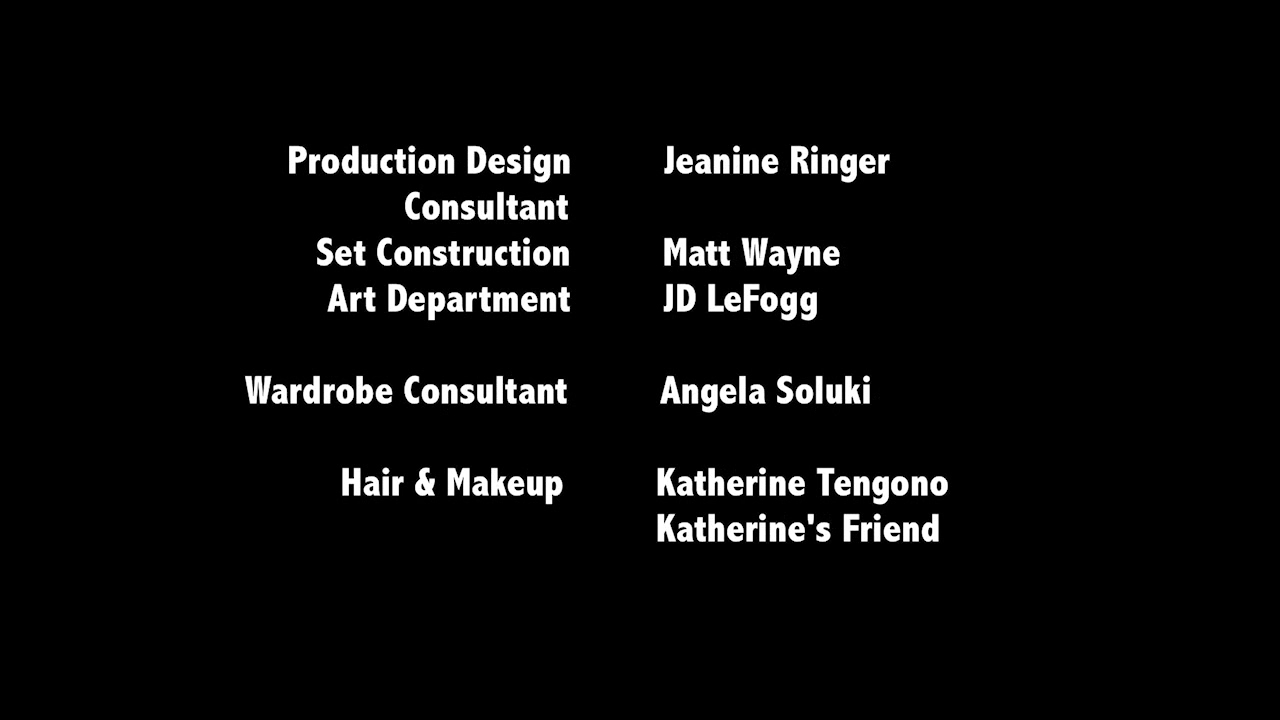 Production Design Jeanine Ringer
Consultant
Set Construction Matt Wayne
Art Department JD LeFogg
Wardrobe Consultant Angela Soluki
Hair & Makeup Katherine Tengono
Katherine's Friend